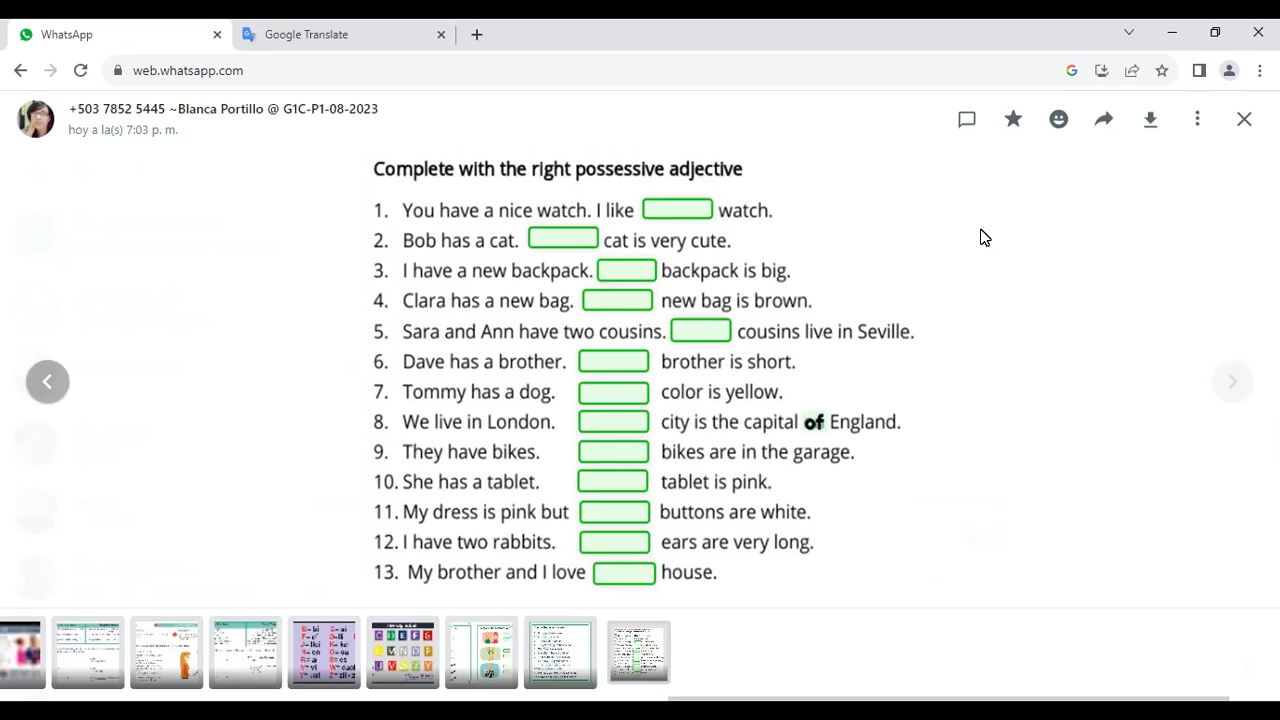 WhatsApp
Google Translate
web.whatsapp.com
+503 7852 5445 ~Blanca Portillo @ G1C-P1-08-2023
hoy a la(s) 7:03 p. m.
Complete with the right possessive adjective
1. You have a nice watch. I like watch.
2. Bob has a cat. cat is very cute.
3. I have a new backpack. backpack is big.
4. Clara has a new bag. new bag is brown.
5. Sara and Ann have two cousins. cousins live in Seville.
6. Dave has a brother. brother is short.
7. Tommy has a dog. color is yellow.
8. We live in London. city is the capital of England.
9. They have bikes. bikes are in the garage.
10. She has a tablet. tablet is pink.
11. My dress is pink but buttons are white.
12. I have two rabbits. ears are very long.
13. My brother and I love house.